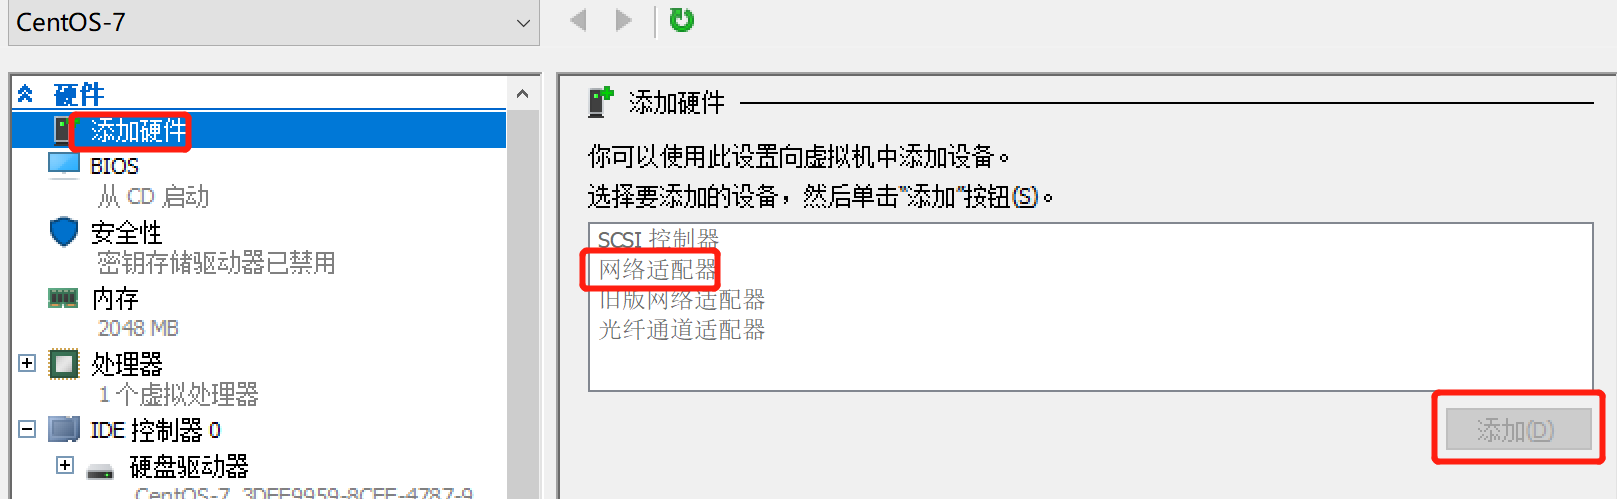 CentOS-7
硬件
添加硬件
BIOS
从 CD 启动
安全性
密钥存储驱动器已禁用
内存
2048 MB
处理器
1 个虚拟处理器
IDE 控制器 0
硬盘驱动器
CentOS-7_3DFF9959-8CFF-4787-9
添加硬件
你可以使用此设置向虚拟机中添加设备。
选择要添加的设备，然后单击"添加"按钮(S)。
SCSI 控制器
网络适配器
旧版网络适配器
光纤通道适配器
添加(D)